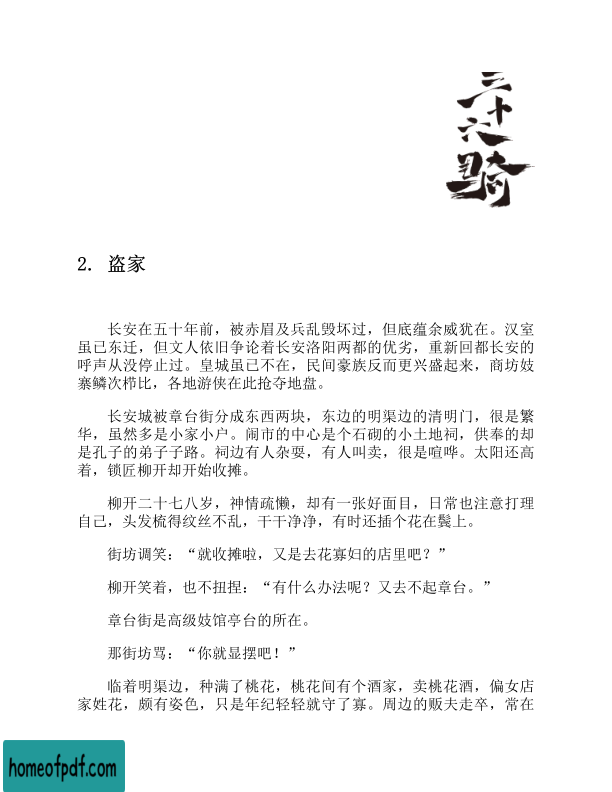 三十六骑
2. 盗家
长安在五十年前，被赤眉及兵乱毁坏过，但底蕴余威犹在。汉室
虽已东迁，但文人依旧争论着长安洛阳两都的优劣，重新回都长安的
呼声从没停止过。皇城虽已不在，民间豪族反而更兴盛起来，商坊妓
寨鳞次栉比，各地游侠在此抢夺地盘。
长安城被章台街分成东西两块，东边的明渠边的清明门，很是繁
华，虽然多是小家小户。闹市的中心是个石砌的小土地祠，供奉的却
是孔子的弟子子路。祠边有人杂耍，有人叫卖，很是喧哗。太阳还高
着，锁匠柳开却开始收摊。
柳开二十七八岁，神情疏懒，却有一张好面目，日常也注意打理
自己，头发梳得纹丝不乱，干干净净，有时还插个花在鬓上。
街坊调笑：“就收摊啦，又是去花寡妇的店里吧？”
柳开笑着，也不扭捏：“有什么办法呢？又去不起章台。”
章台街是高级妓馆亭台的所在。
那街坊骂：“你就显摆吧！”
临着明渠边，种满了桃花，桃花间有个酒家，卖桃花酒，偏女店
家姓花，颇有姿色，只是年纪轻轻就守了寡。周边的贩夫走卒，常在
homeofpdf.com